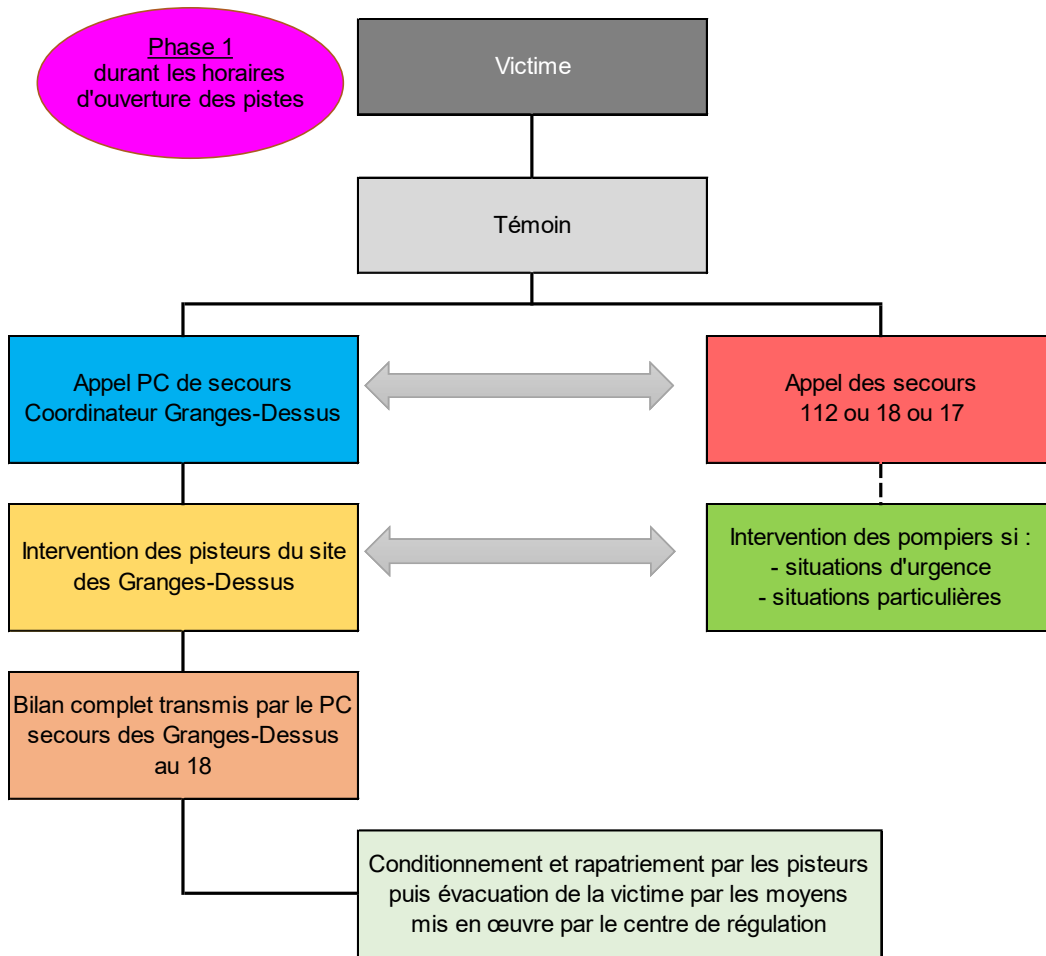 Phase 1
durant les horaires
d'ouverture des pistes
Victime
Témoin
Appel PC de secours
Coordinateur Granges-Dessus
Appel des secours
112 ou 18 ou 17
Intervention des pisteurs du site
des Granges-Dessus
Intervention des pompiers si :
- situations d'urgence
- situations particulières
Bilan complet transmis par le PC
secours des Granges-Dessus
au 18
Conditionnement et rapatriement par les pisteurs
puis évacuation de la victime par les moyens
mis en œuvre par le centre de régulation